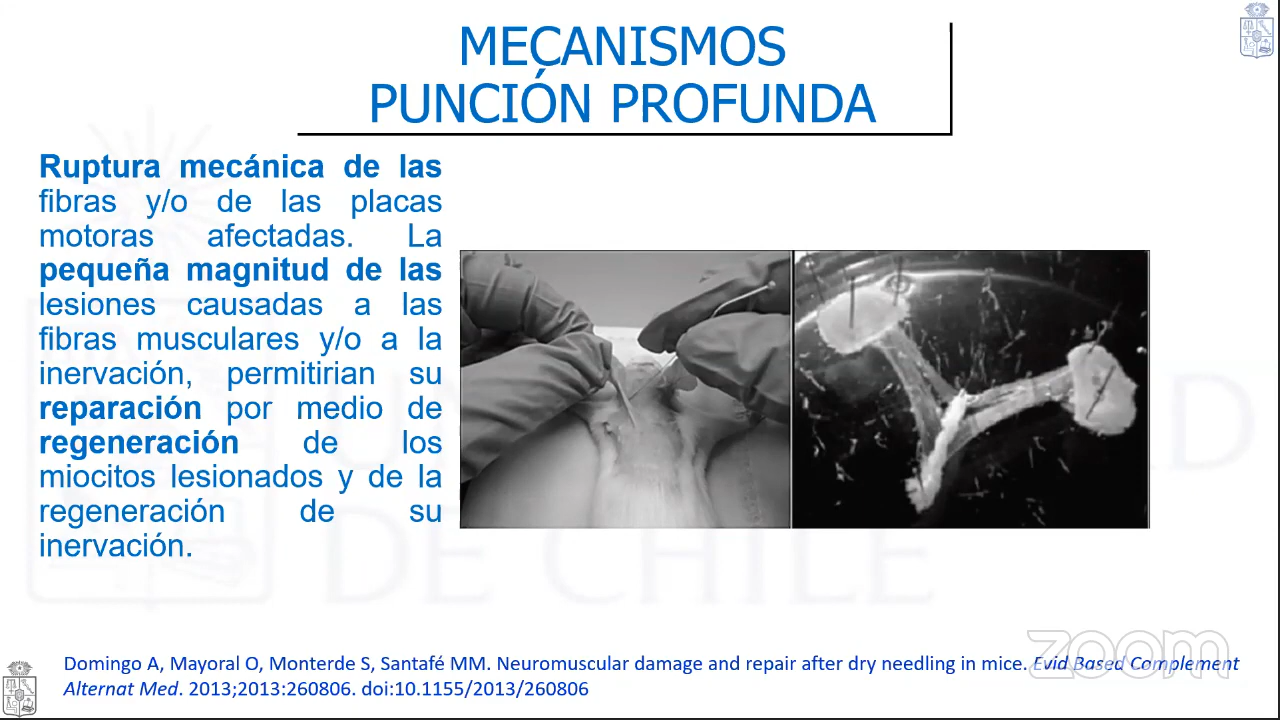 MECANISMOS
PUNCIÓN PROFUNDA
Ruptura mecánica de las
fibras y/o de las placas
motoras afectadas. La
pequeña magnitud de las
lesiones causadas a las
fibras musculares y/o a la
inervación, permitirian su
reparación por medio de
regeneración de los
miocitos lesionados y de la
regeneración de su
inervación.
UNIVERSIDAD
DE CHILE
zoom
Domingo A, Mayoral O, Monterde S, Santafé MM. Neuromuscular damage and repair after dry needling in mice. Evid Based Complement
Alternat Med. 2013;2013:260806. doi:10.1155/2013/260806